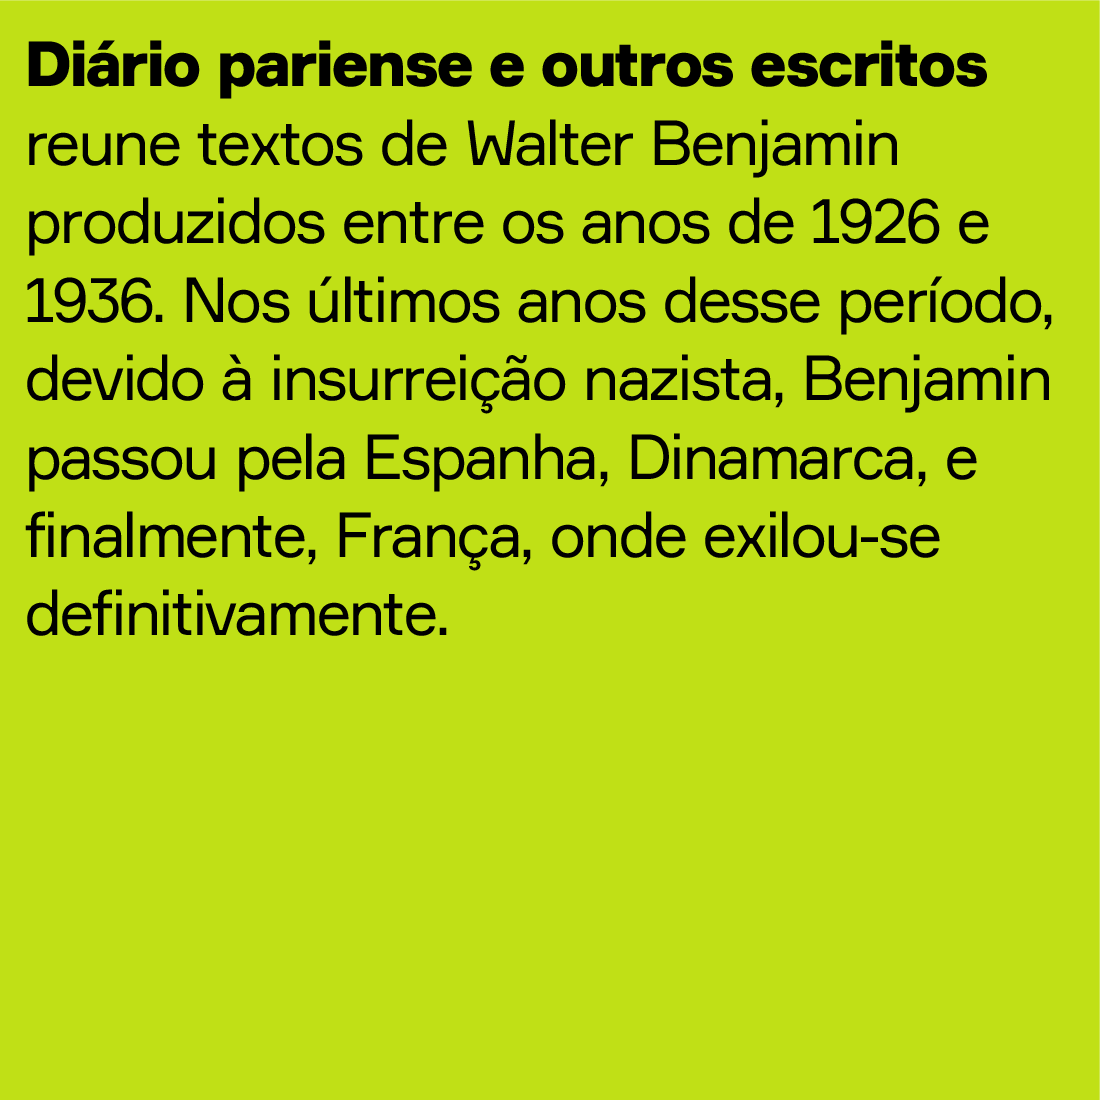 Diário pariense e outros escritos
reune textos de Walter Benjamin
produzidos entre os anos de 1926 e
1936. Nos últimos anos desse período,
devido à insurreição nazista, Benjamin
passou pela Espanha, Dinamarca, e
finalmente, França, onde exilou-se
definitivamente.